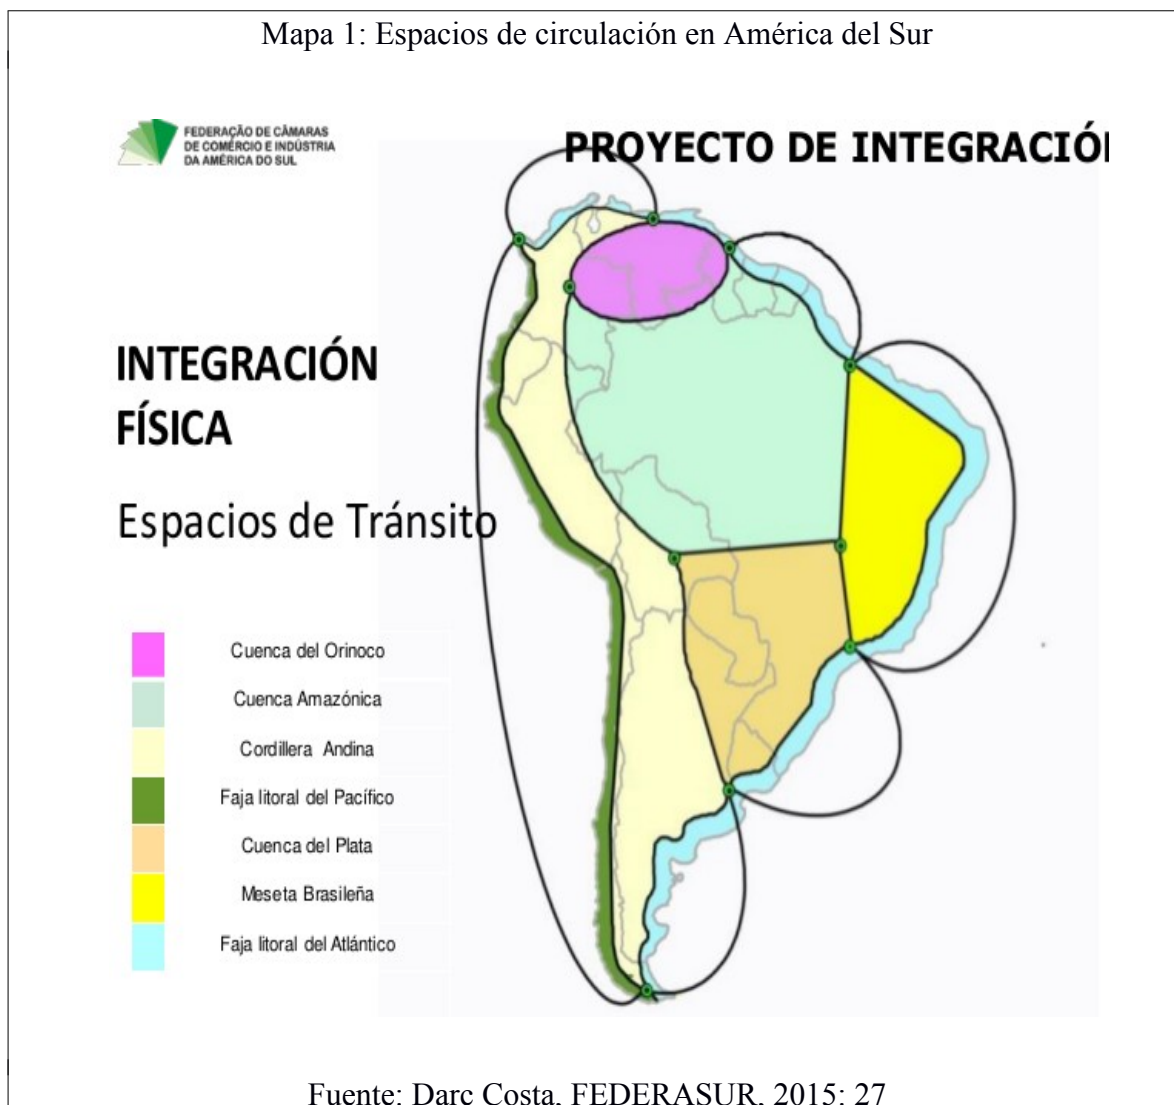 Mapa 1: Espacios de circulación en América del Sur
FEDERAÇÃO DE CÂMARAS
DE COMÉRCIO E INDÚSTRIA
DA AMÉRICA DO SUL
PROYECTO DE INTEGRACIÓ
INTEGRACIÓN
FÍSICA
Espacios de Tránsito
Cuenca del Orinoco
Cuenca Amazónica
Cordillera Andina
Faja litoral del Pacífico
Cuenca del Plata
Meseta Brasileña
Faja litoral del Atlántico
Fuente: Darc Costa, FEDERASUR, 2015: 27